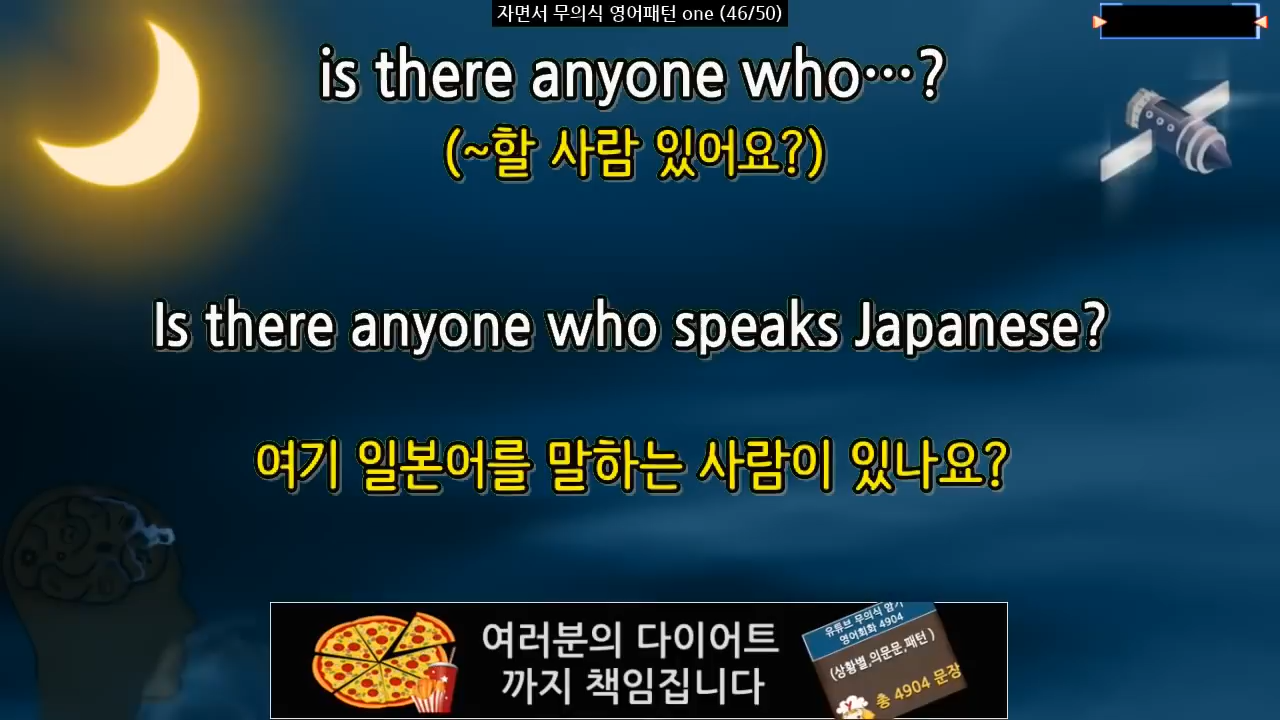 자면서 무의식 영어패턴 one (46/50)
is there anyone who…?
(~할 사람 있어요?)
Is there anyone who speaks Japanese?
여기 일본어를 말하는 사람이 있나요?
여러분의 다이어트
까지 책임집니다
유튜브 무의식 암기
영어회화 4904
(상황별,의문문,패턴 )
총 4904 문장